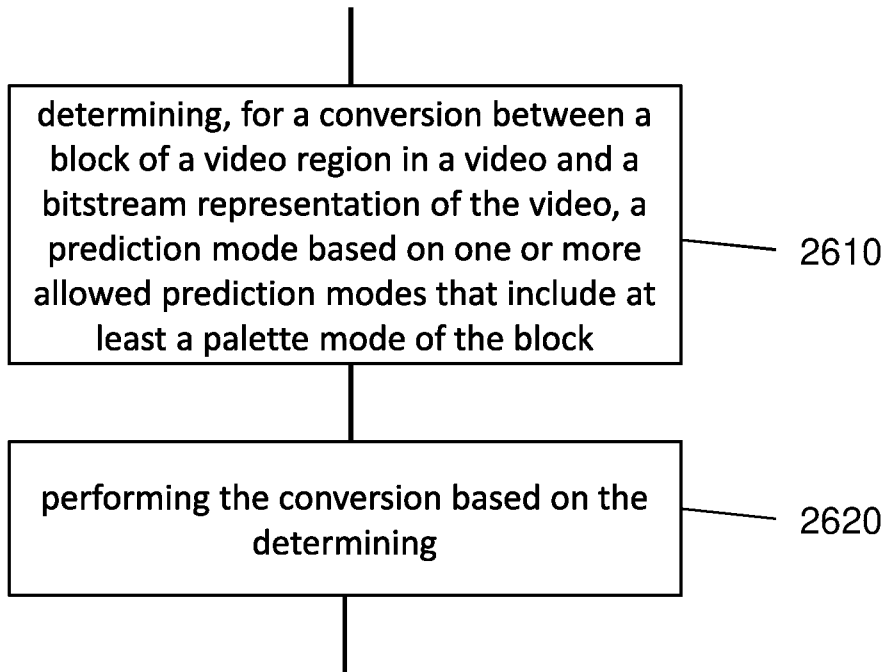 determining, for a conversion between a
block of a video region in a video and a
bitstream representation of the video, a
prediction mode based on one or more
allowed prediction modes that include at
least a palette mode of the block
2610
performing the conversion based on the
determining
2620